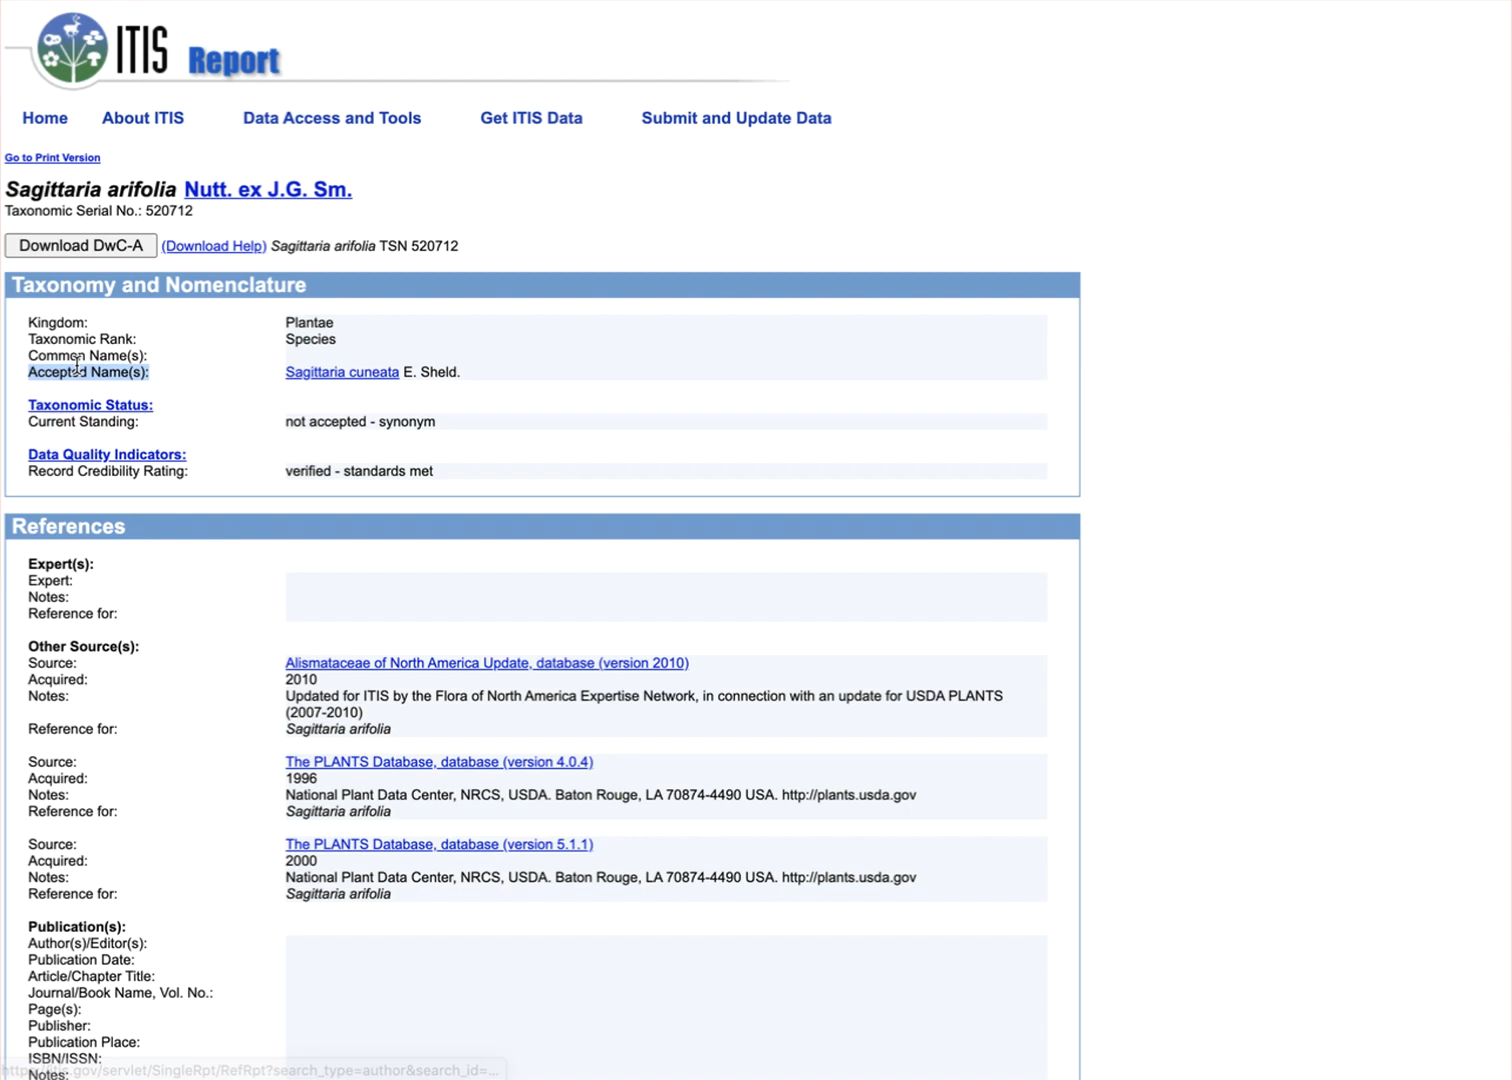 ITIS Report
Home About ITIS Data Access and Tools Get ITIS Data Submit and Update Data
Go to Print Version
Sagittaria arifolia Nutt. ex J.G. Sm.
Taxonomic Serial No.: 520712
Download DwC-A (Download Help) Sagittaria arifolia TSN 520712
Taxonomy and Nomenclature
Kingdom: Plantae
Taxonomic Rank: Species
Common Name(s):
Accepted Name(s): Sagittaria cuneata E. Sheld.
Taxonomic Status:
Current Standing: not accepted - synonym
Data Quality Indicators:
Record Credibility Rating: verified - standards met
References
Expert(s):
Expert:
Notes:
Reference for:
Other Source(s):
Source: Alismataceae of North America Update, database (version 2010)
Acquired: 2010
Notes: Updated for ITIS by the Flora of North America Expertise Network, in connection with an update for USDA PLANTS
(2007-2010)
Reference for: Sagittaria arifolia
Source: The PLANTS Database, database (version 4.0.4)
Acquired: 1996
Notes: National Plant Data Center, NRCS, USDA. Baton Rouge, LA 70874-4490 USA. http://plants.usda.gov
Reference for: Sagittaria arifolia
Source: The PLANTS Database, database (version 5.1.1)
Acquired: 2000
Notes: National Plant Data Center, NRCS, USDA. Baton Rouge, LA 70874-4490 USA. http://plants.usda.gov
Reference for: Sagittaria arifolia
Publication(s):
Author(s)/Editor(s):
Publication Date:
Article/Chapter Title:
Journal/Book Name, Vol. No.:
Page(s):
Publisher:
Publication Place:
ISBN/ISSN:
https://itis.gov/servlet/SingleRpt/RefRpt?search_type=author&search_id=...
Notes: